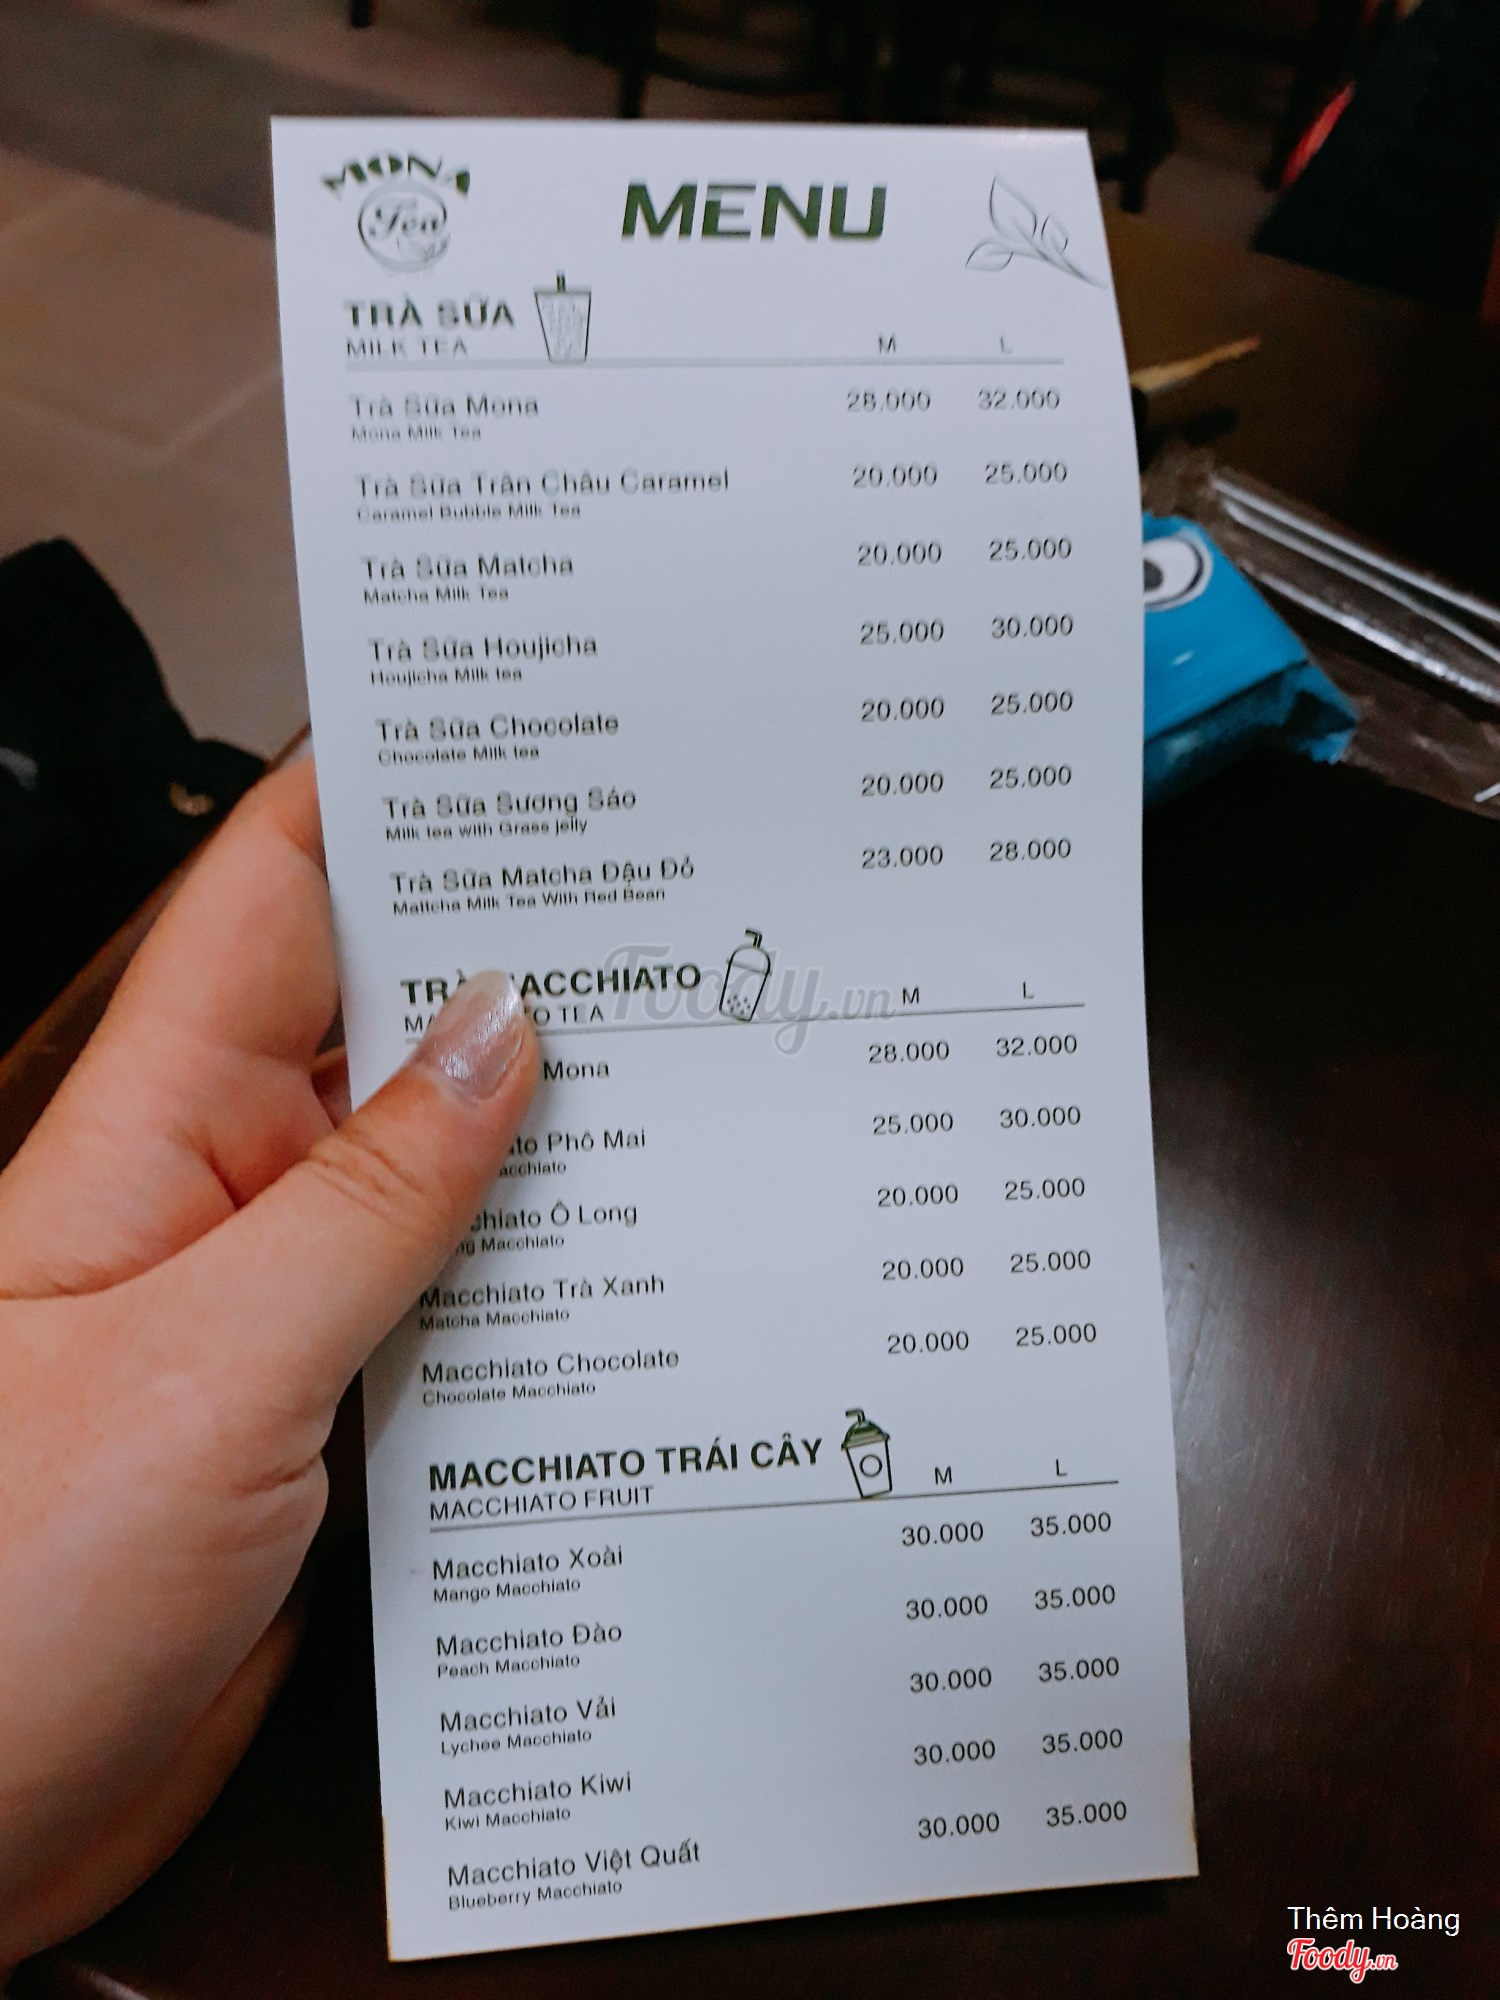 MONA
Tea
MENU
TRÀ SỮA
MILK TEA M L
Trà Sữa Mona 28.000 32.000
Mona Milk Tea
Trà Sữa Trân Châu Caramel 20.000 25.000
Caramel Bubble Milk Tea
Trà Sữa Matcha 20.000 25.000
Matcha Milk Tea
Trà Sữa Houjicha 25.000 30.000
Houjicha Milk tea
Trà Sữa Chocolate 20.000 25.000
Chocolate Milk tea
Trà Sữa Sương Sáo 20.000 25.000
Milk tea with Grass jelly
Trà Sữa Matcha Đậu Đỏ 23.000 28.000
Mattcha Milk Tea With Red Bean
TRÀ ACCHIATO
TEA M L
Mona 28.000 32.000
Phô Mai 25.000 30.000
Ô Long 20.000 25.000
Macchiato
Macchiato Trà Xanh 20.000 25.000
Matcha Macchiato
Macchiato Chocolate 20.000 25.000
Chocolate Macchiato
MACCHIATO TRÁI CÂY
MACCHIATO FRUIT M L
Macchiato Xoài 30.000 35.000
Mango Macchiato
Macchiato Đào 30.000 35.000
Peach Macchiato
Macchiato Vải 30.000 35.000
Lychee Macchiato
Macchiato Kiwi 30.000 35.000
Kiwi Macchiato
Macchiato Việt Quất 30.000 35.000
Blueberry Macchiato
Foody.vn
Thêm Hoàng
Foody.vn